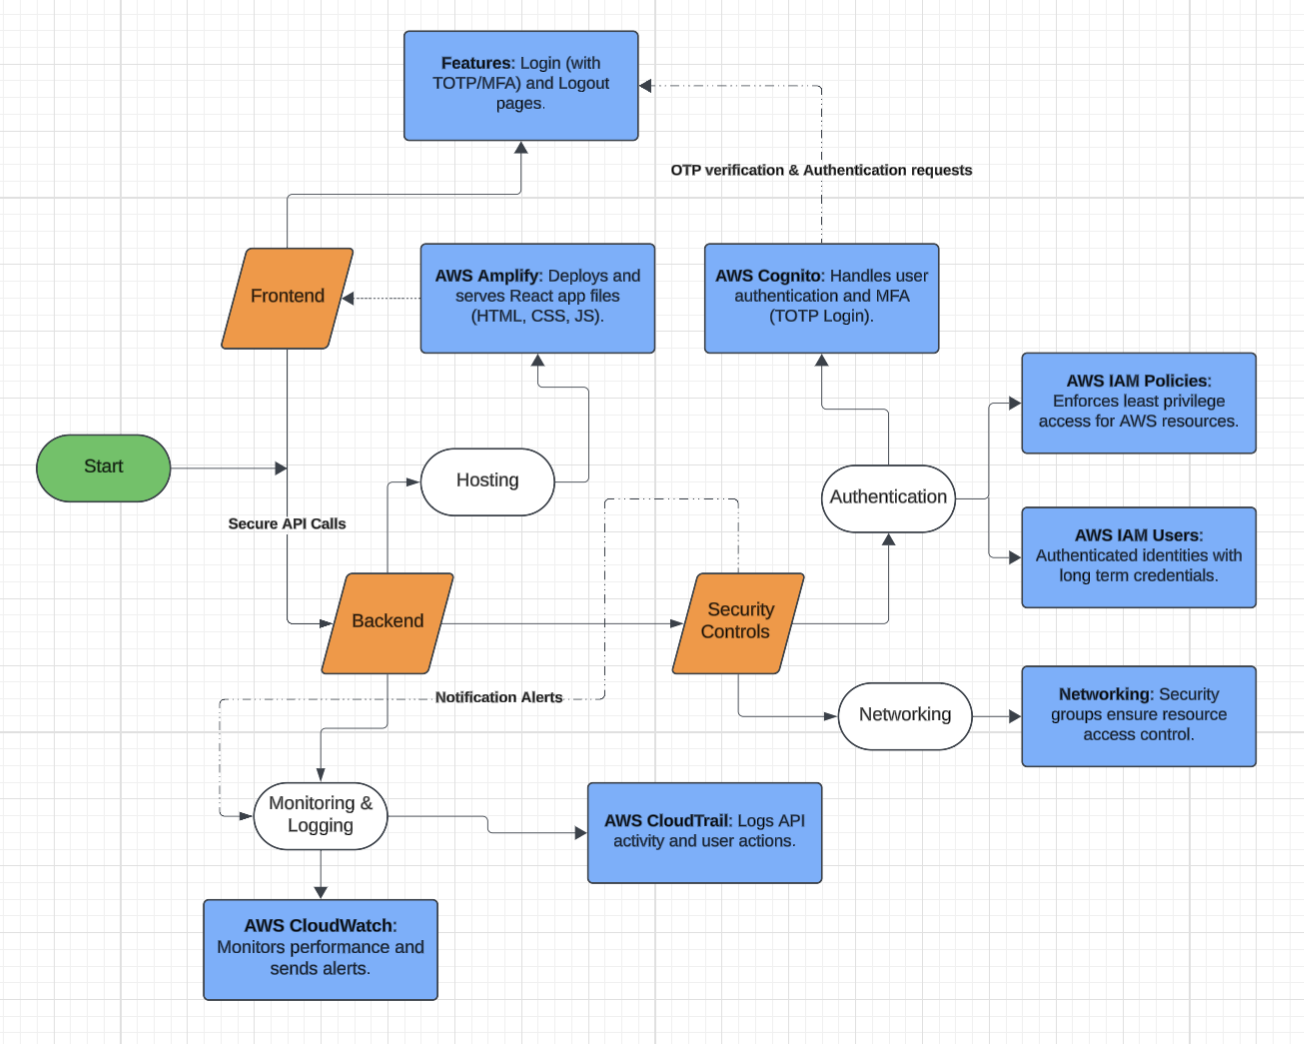 Features: Login (with
TOTP/MFA) and Logout
pages.
OTP verification & Authentication requests
Frontend
AWS Amplify: Deploys and
serves React app files
(HTML, CSS, JS).
AWS Cognito: Handles user
authentication and MFA
(TOTP Login).
AWS IAM Policies:
Enforces least privilege
access for AWS resources.
Start
Hosting
Authentication
Secure API Calls
AWS IAM Users:
Authenticated identities with
long term credentials.
Backend
Security
Controls
Notification Alerts
Networking
Networking: Security
groups ensure resource
access control.
Monitoring &
Logging
AWS CloudTrail: Logs API
activity and user actions.
AWS CloudWatch:
Monitors performance and
sends alerts.